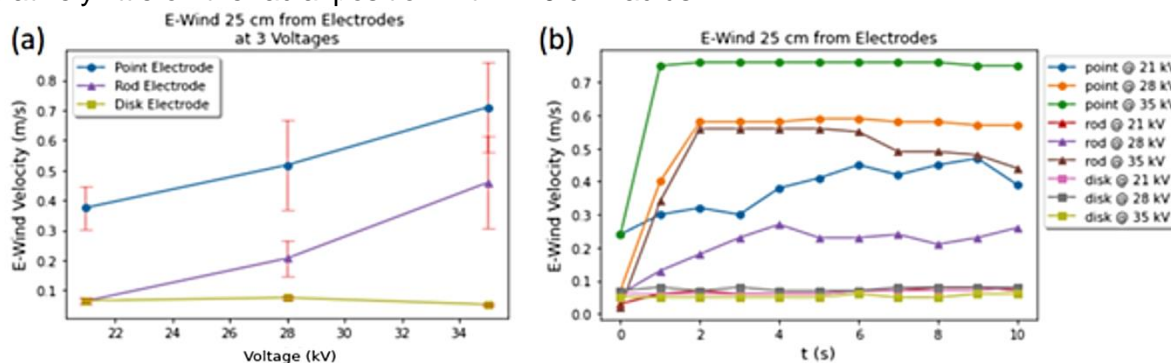 (a)
E-Wind 25 cm from Electrodes
at 3 Voltages
E-Wind Velocity (m/s)
0.8
0.7
0.6
0.5
0.4
0.3
0.2
0.1
Point Electrode
Rod Electrode
Disk Electrode
22 24 26 28 30 32 34
Voltage (kV)
(b)
E-Wind 25 cm from Electrodes
E-Wind Velocity (m/s)
0.7
0.6
0.5
0.4
0.3
0.2
0.1
0.0
0 2 4 6 8 10
t (s)
point @ 21 kV
point @ 28 kV
point @ 35 kV
rod @ 21 kV
rod @ 28 kV
rod @ 35 kV
disk @ 21 kV
disk @ 28 kV
disk @ 35 kV